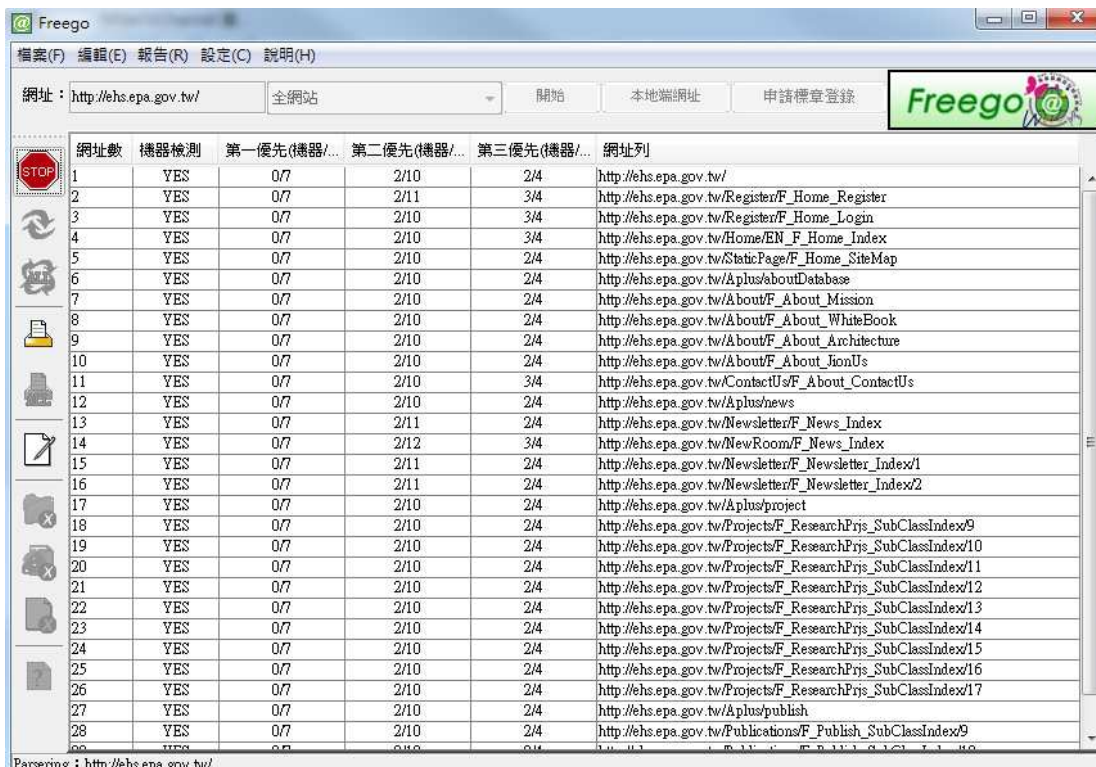 Freego
檔案(F) 編輯(E) 報告(R) 設定(C) 說明(H)
網址： http://ehs.epa.gov.tw/ 全網站 開始 本地端網址 申請標章登錄 Freego
網址數 機器檢測 第一優先(機器/... 第二優先(機器/... 第三優先(機器/... 網址列
STOP
1 YES 0/7 2/10 2/4 http://ehs.epa.gov.tw/
2 YES 0/7 2/11 3/4 http://ehs.epa.gov.tw/Register/F_Home_Register
3 YES 0/7 2/10 3/4 http://ehs.epa.gov.tw/Register/F_Home_Login
4 YES 0/7 2/10 3/4 http://ehs.epa.gov.tw/Home/EN_F_Home_Index
5 YES 0/7 2/10 2/4 http://ehs.epa.gov.tw/StaticPage/F_Home_SiteMap
6 YES 0/7 2/10 2/4 http://ehs.epa.gov.tw/Aplus/aboutDatabase
7 YES 0/7 2/10 2/4 http://ehs.epa.gov.tw/About/F_About_Mission
8 YES 0/7 2/10 2/4 http://ehs.epa.gov.tw/About/F_About_WhiteBook
9 YES 0/7 2/10 2/4 http://ehs.epa.gov.tw/About/F_About_Architecture
10 YES 0/7 2/10 2/4 http://ehs.epa.gov.tw/About/F_About_JionUs
11 YES 0/7 2/10 3/4 http://ehs.epa.gov.tw/ContactUs/F_About_ContactUs
12 YES 0/7 2/10 2/4 http://ehs.epa.gov.tw/Aplus/news
13 YES 0/7 2/11 2/4 http://ehs.epa.gov.tw/Newsletter/F_News_Index
14 YES 0/7 2/12 3/4 http://ehs.epa.gov.tw/NewRoom/F_News_Index
15 YES 0/7 2/11 2/4 http://ehs.epa.gov.tw/Newsletter/F_Newsletter_Index/1
16 YES 0/7 2/11 2/4 http://ehs.epa.gov.tw/Newsletter/F_Newsletter_Index/2
17 YES 0/7 2/10 2/4 http://ehs.epa.gov.tw/Aplus/project
18 YES 0/7 2/10 2/4 http://ehs.epa.gov.tw/Projects/F_ResearchPrjs_SubClassIndex/9
19 YES 0/7 2/10 2/4 http://ehs.epa.gov.tw/Projects/F_ResearchPrjs_SubClassIndex/10
20 YES 0/7 2/10 2/4 http://ehs.epa.gov.tw/Projects/F_ResearchPrjs_SubClassIndex/11
21 YES 0/7 2/10 2/4 http://ehs.epa.gov.tw/Projects/F_ResearchPrjs_SubClassIndex/12
22 YES 0/7 2/10 2/4 http://ehs.epa.gov.tw/Projects/F_ResearchPrjs_SubClassIndex/13
23 YES 0/7 2/10 2/4 http://ehs.epa.gov.tw/Projects/F_ResearchPrjs_SubClassIndex/14
24 YES 0/7 2/10 2/4 http://ehs.epa.gov.tw/Projects/F_ResearchPrjs_SubClassIndex/15
25 YES 0/7 2/10 2/4 http://ehs.epa.gov.tw/Projects/F_ResearchPrjs_SubClassIndex/16
26 YES 0/7 2/10 2/4 http://ehs.epa.gov.tw/Projects/F_ResearchPrjs_SubClassIndex/17
27 YES 0/7 2/10 2/4 http://ehs.epa.gov.tw/Aplus/publish
28 YES 0/7 2/10 2/4 http://ehs.epa.gov.tw/Publications/F_Publish_SubClassIndex/9
Parsering：http://ehs.epa.gov.tw/